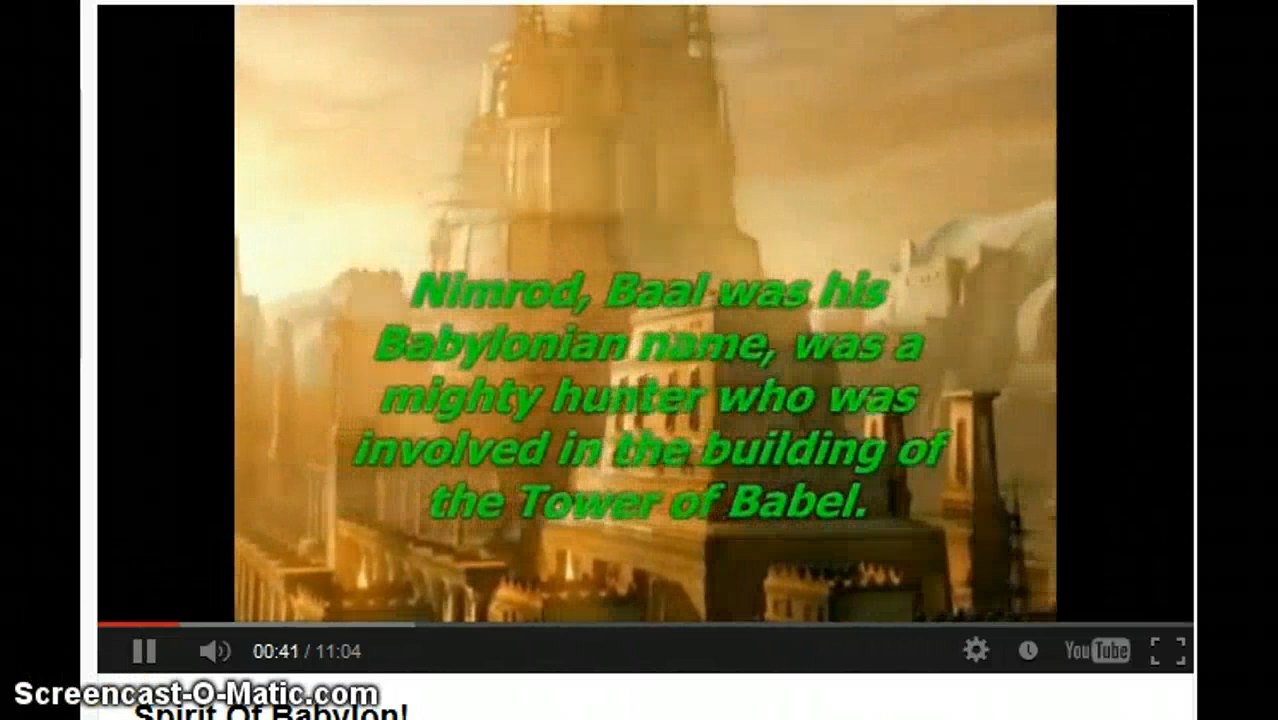 Nimrod, Baal was his
Babylonian name, was a
mighty hunter who was
involved in the building of
the Tower of Babel.
00:41 / 11:04
YouTube
Screencast-O-Matic.com
Spirit Of Babylon!